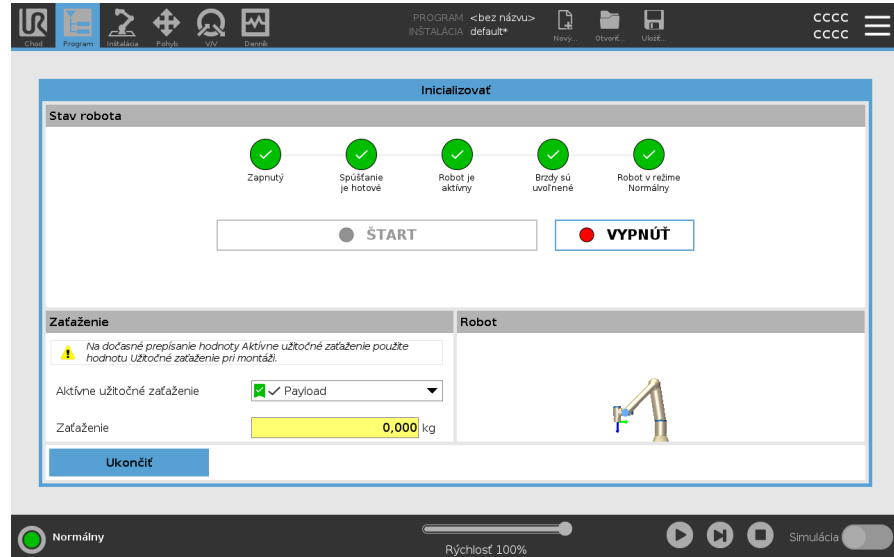 UR
PROGRAM <bez názvu>
INŠTALÁCIA default*
CCCC
CCCC
Chod
Program
Inštalácia
Pohyb
V/V
Denník
Nový...
Otvoriť...
Uložiť...
Inicializovať
Stav robota
Zapnutý
Spúšťanie
je hotové
Robot je
aktívny
Brzdy sú
uvoľnené
Robot v režime
Normálny
ŠTART
VYPNÚŤ
Zaťaženie
Robot
Na dočasné prepísanie hodnoty Aktívne užitočné zaťaženie použite
hodnotu Užitočné zaťaženie pri montáži.
Aktívne užitočné zaťaženie
Payload
Zaťaženie
0,000 kg
Ukončiť
Normálny
Rýchlosť 100%
Simulácia